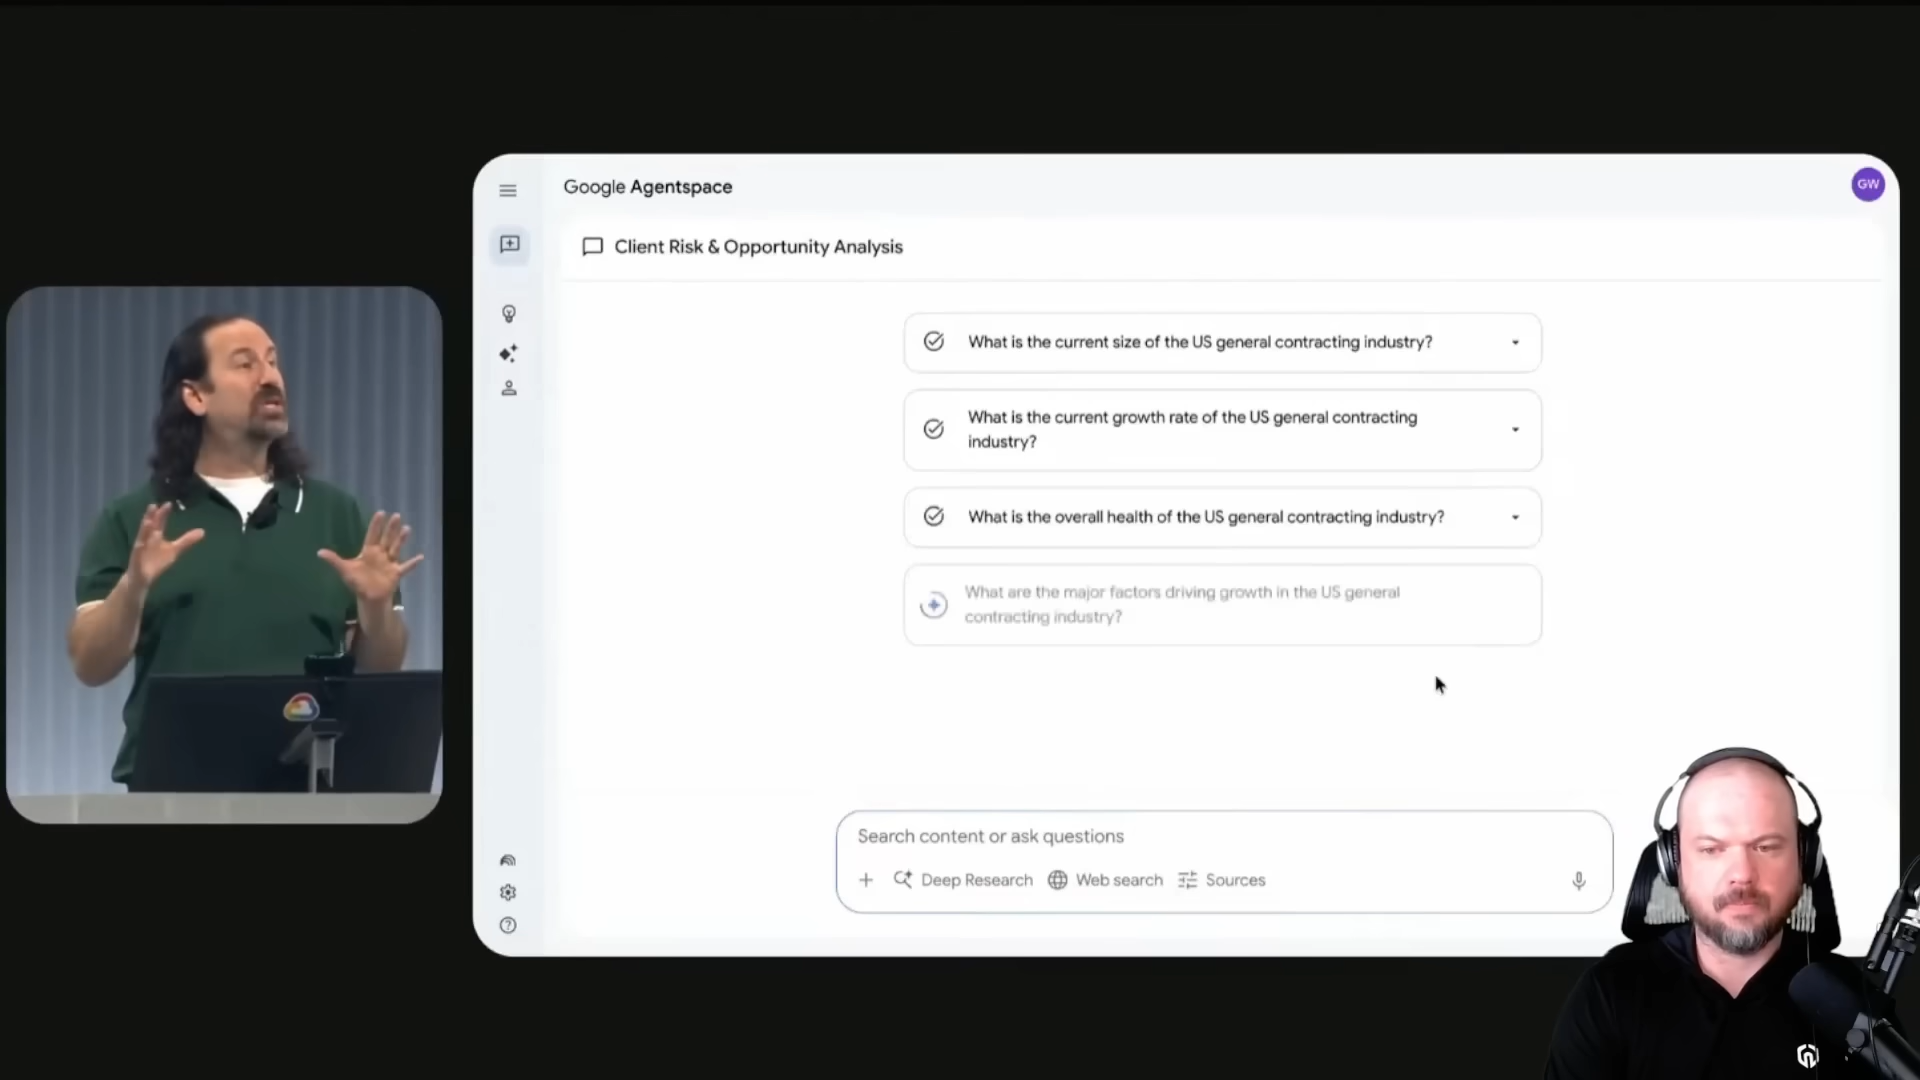 Google Agentspace
GW
Client Risk & Opportunity Analysis
What is the current size of the US general contracting industry?
What is the current growth rate of the US general contracting
industry?
What is the overall health of the US general contracting industry?
What are the major factors driving growth in the US general
contracting industry?
Search content or ask questions
Deep Research
Web search
Sources